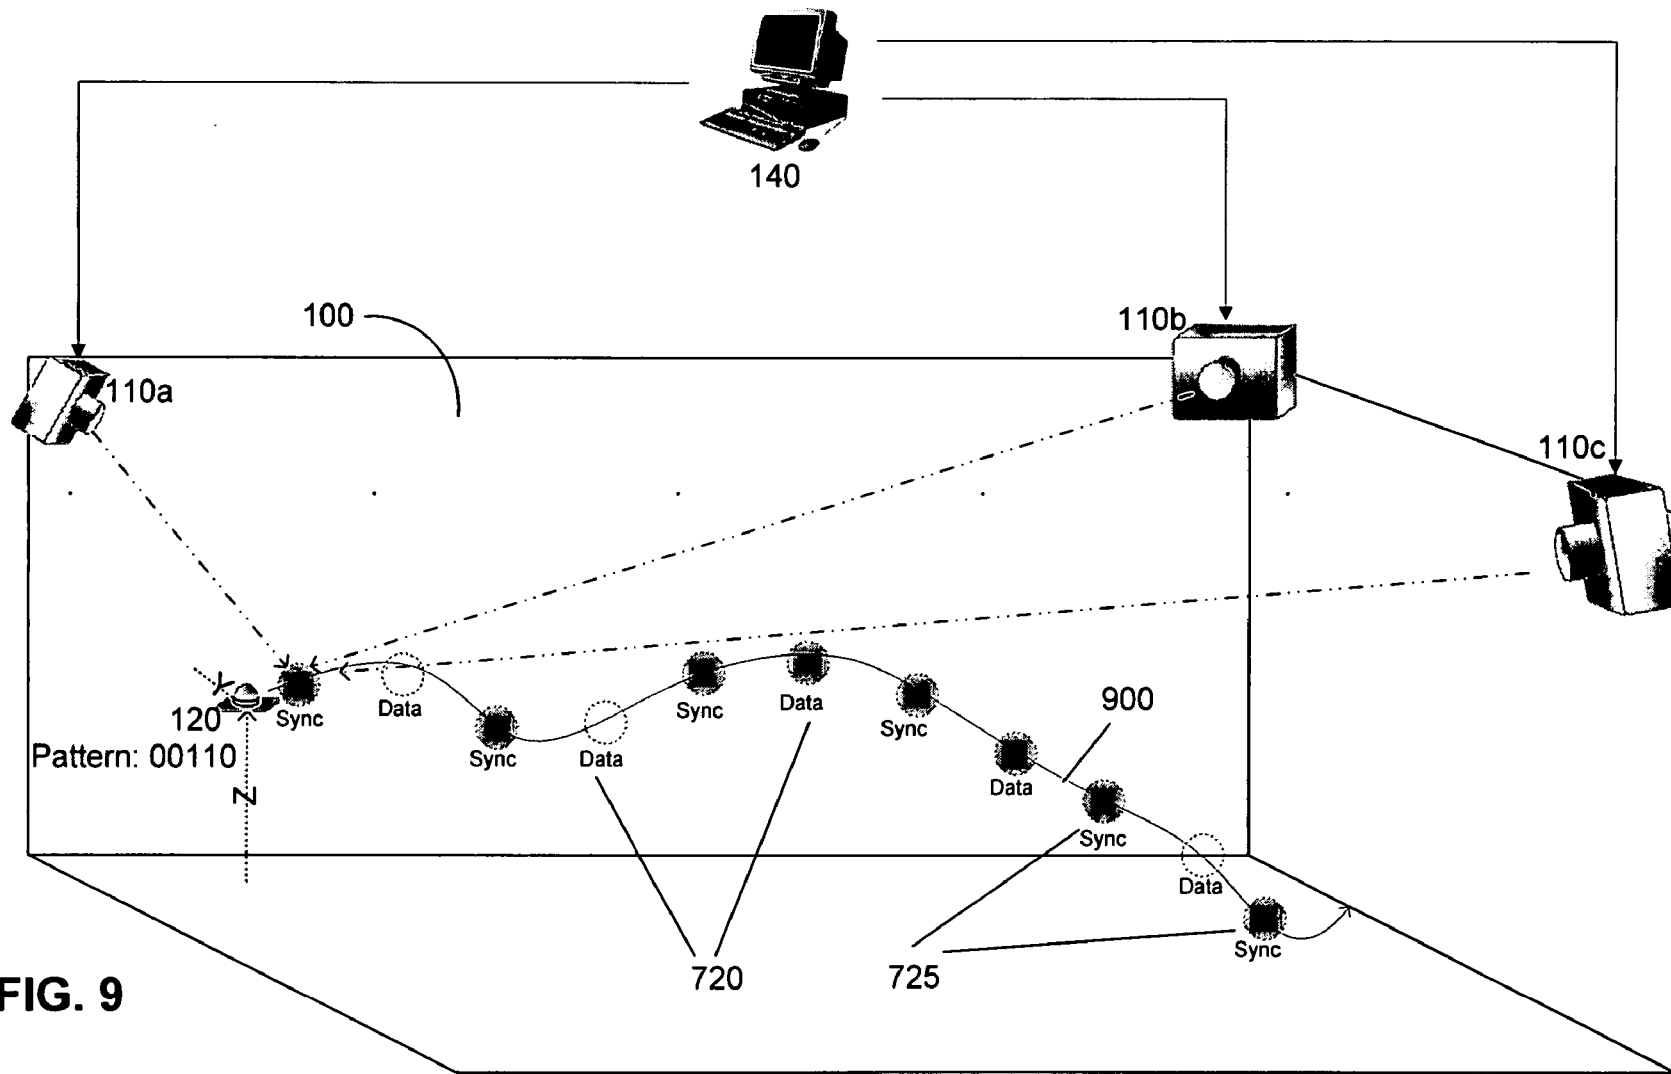 140
100
110b
110a
110c
Y
120
Sync
Data
Sync
Data
Sync
Data
Sync
Data
Sync
Data
Sync
900
Pattern: 00110
Z
720
725
FIG. 9